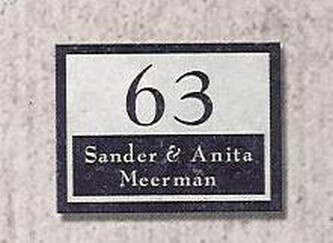 63
Sander & Anita
Meerman